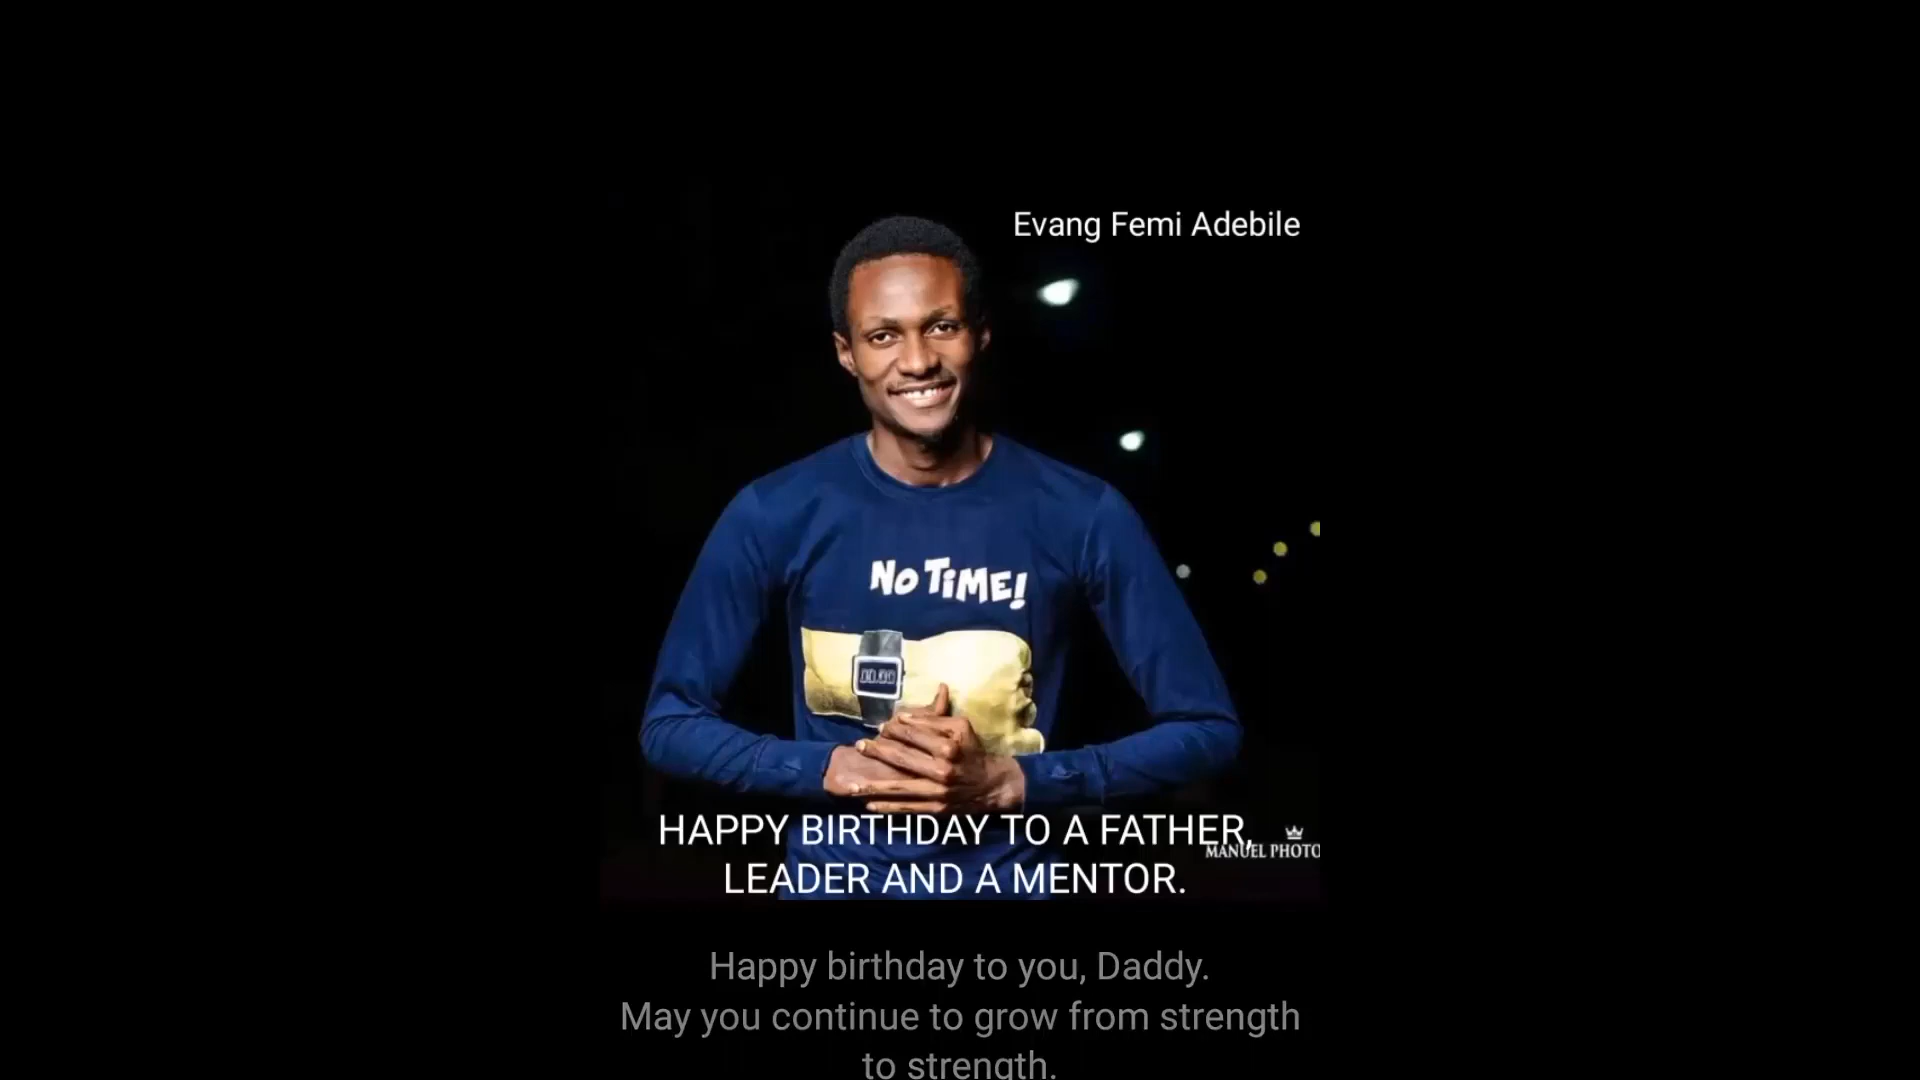 Evang Femi Adebile
NO TiME!
HAPPY BIRTHDAY TO A FATHER,
MANUEL PHOTO
LEADER AND A MENTOR.
Happy birthday to you, Daddy.
May you continue to grow from strength
to strength.